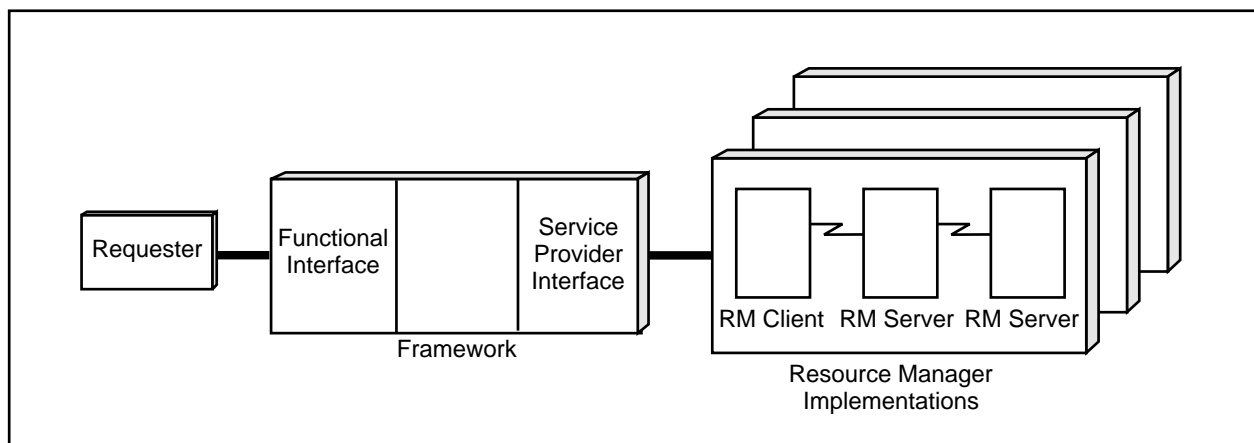 Requester
Functional
Interface
Service
Provider
Interface
Framework
RM Client
RM Server
RM Server
Resource Manager
Implementations